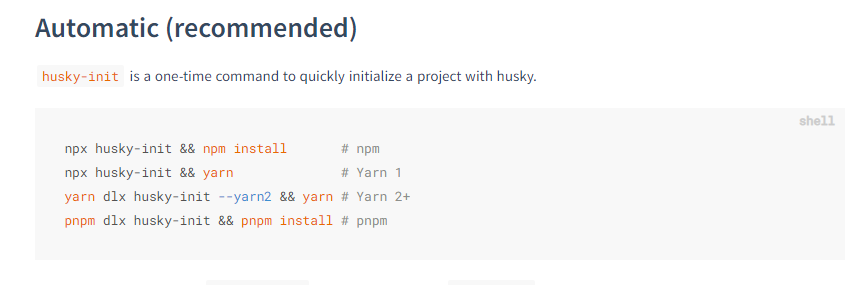 Automatic (recommended)
husky-init is a one-time command to quickly initialize a project with husky.
shell
npx husky-init && npm install       # npm
npx husky-init && yarn              # Yarn 1
yarn dlx husky-init --yarn2 && yarn # Yarn 2+
pnpm dlx husky-init && pnpm install # pnpm